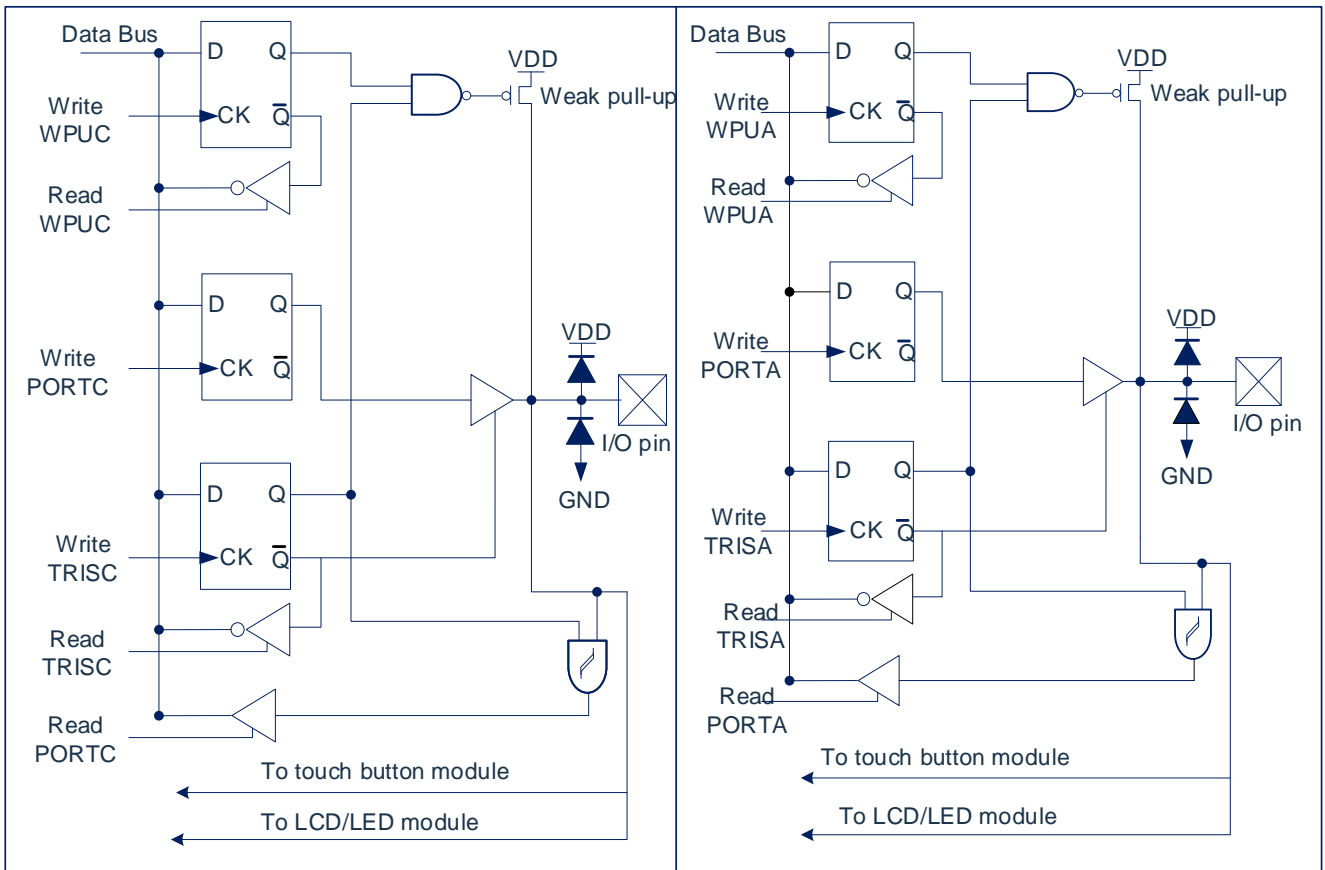 Data Bus
D
Q
VDD
Weak pull-up
Write
WPUC
CK
Q
Read
WPUC
D
Q
Write
PORTC
CK
Q
VDD
I/O pin
GND
D
Q
Write
TRISC
CK
Q
Read
TRISC
Read
PORTC
To touch button module
To LCD/LED module
Data Bus
D
Q
VDD
Weak pull-up
Write
WPUA
CK
Q
Read
WPUA
D
Q
Write
PORTA
CK
Q
VDD
I/O pin
GND
D
Q
Write
TRISA
CK
Q
Read
TRISA
Read
PORTA
To touch button module
To LCD/LED module